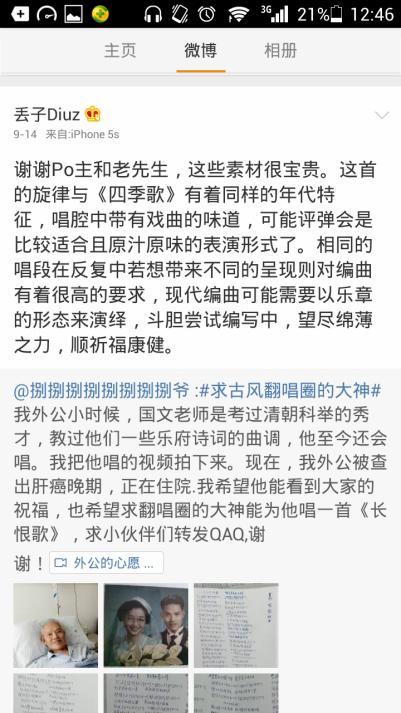 3G 21% 12:46
主页 微博 相册
丢子Diuz
9-14 来自:iPhone 5s
谢谢Po主和老先生，这些素材很宝贵。这首
的旋律与《四季歌》有着同样的年代特
征，唱腔中带有戏曲的味道，可能评弹会是
比较适合且原汁原味的表演形式了。相同的
唱段在反复中若想带来不同的呈现则对编曲
有着很高的要求，现代编曲可能需要以乐章
的形态来演绎，斗胆尝试编写中，望尽绵薄
之力，顺祈福康健。
@捌捌捌捌捌捌捌捌爷 :#求古风翻唱圈的大神#
我外公小时候，国文老师是考过清朝科举的秀
才，教过他们一些乐府诗词的曲调，他至今还会
唱。我把他唱的视频拍下来。现在，我外公被查
出肝癌晚期，正在住院.我希望他能看到大家的
祝福，也希望求翻唱圈的大神能为他唱一首《长
恨歌》，求小伙伴们转发QAQ,谢
谢！外公的心愿 ...